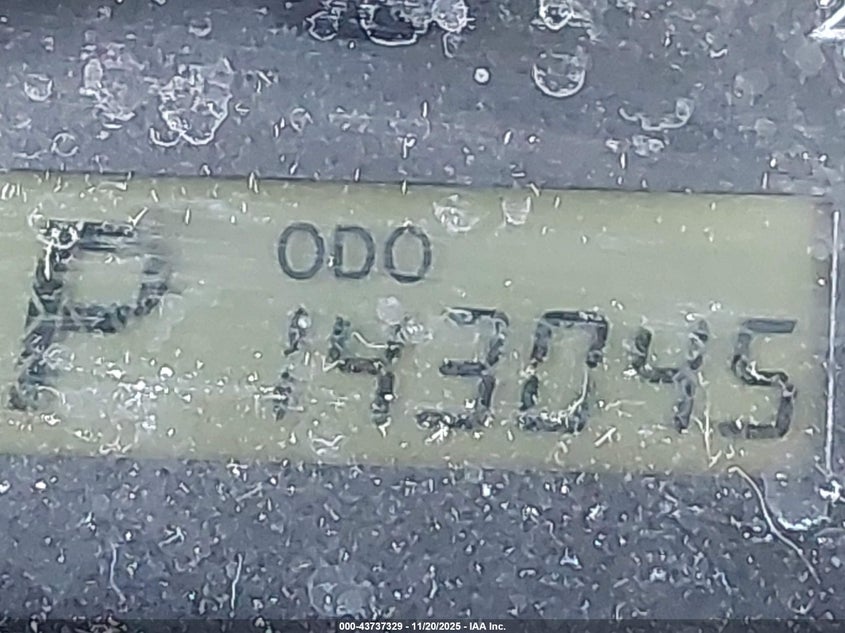 P ODO
143045
000-43737329 - 11/20/2025 - IAA Inc.